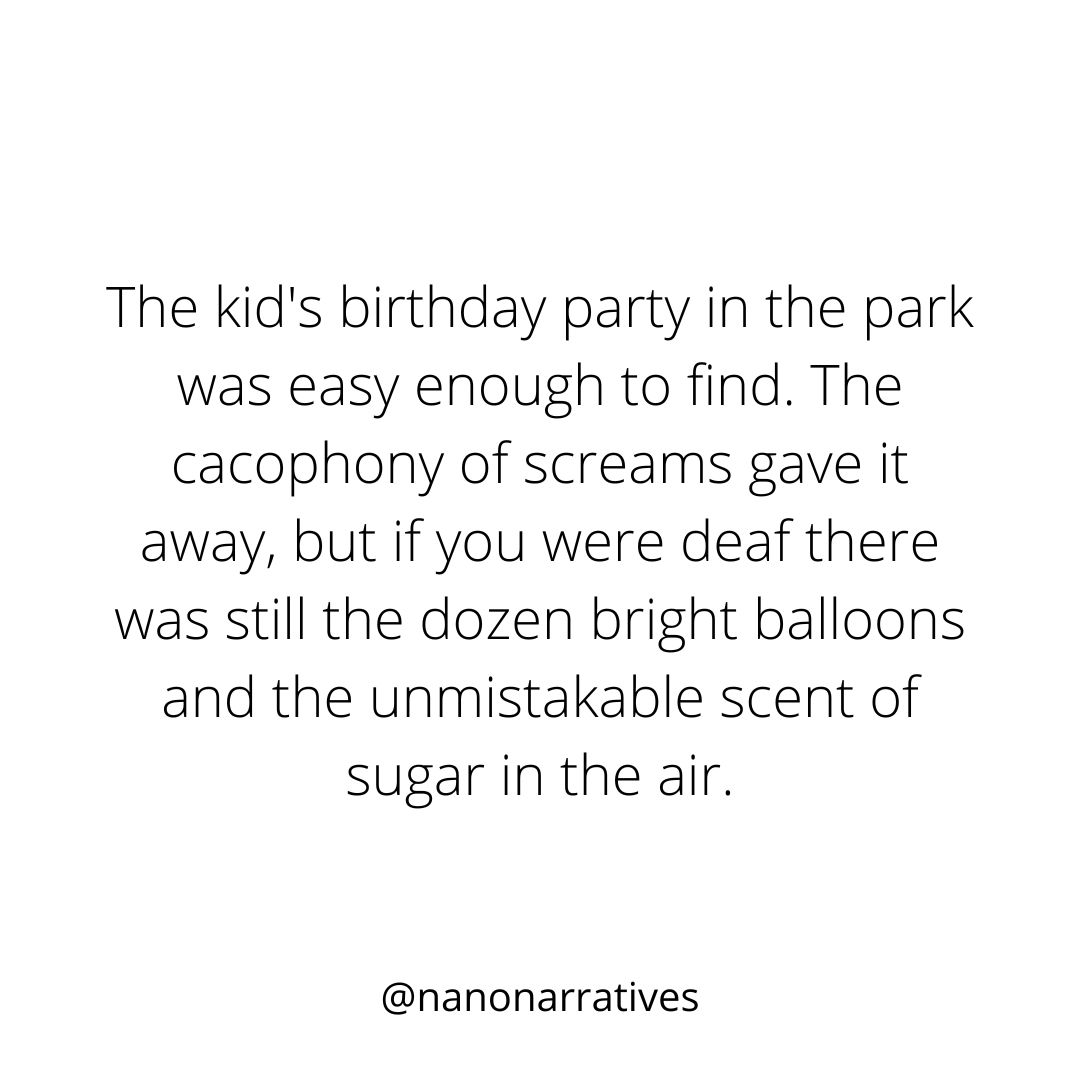 The kid's birthday party in the park
was easy enough to find. The
cacophony of screams gave it
away, but if you were deaf there
was still the dozen bright balloons
and the unmistakable scent of
sugar in the air.
@nanonarratives